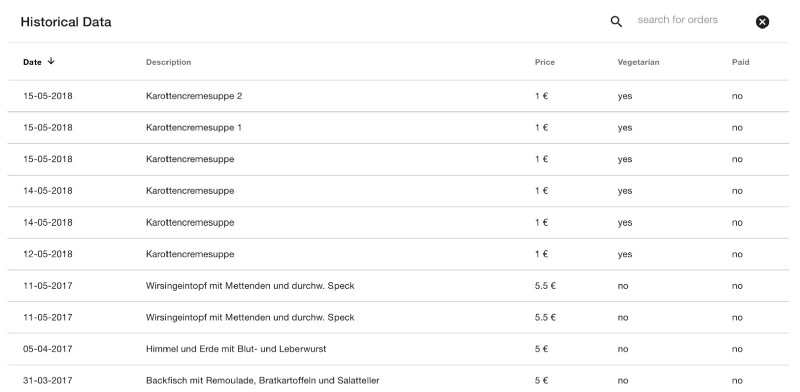 Historical Data search for orders
Date Description Price Vegetarian Paid
15-05-2018 Karottencremesuppe 2 1 € yes no
15-05-2018 Karottencremesuppe 1 1 € yes no
15-05-2018 Karottencremesuppe 1 € yes no
14-05-2018 Karottencremesuppe 1 € yes no
14-05-2018 Karottencremesuppe 1 € yes no
12-05-2018 Karottencremesuppe 1 € yes no
11-05-2017 Wirsingeintopf mit Mettenden und durchw. Speck 5.5 € no no
11-05-2017 Wirsingeintopf mit Mettenden und durchw. Speck 5.5 € no no
05-04-2017 Himmel und Erde mit Blut- und Leberwurst 5 € no no
31-03-2017 Backfisch mit Remoulade, Bratkartoffeln und Salatteller 5 € no no